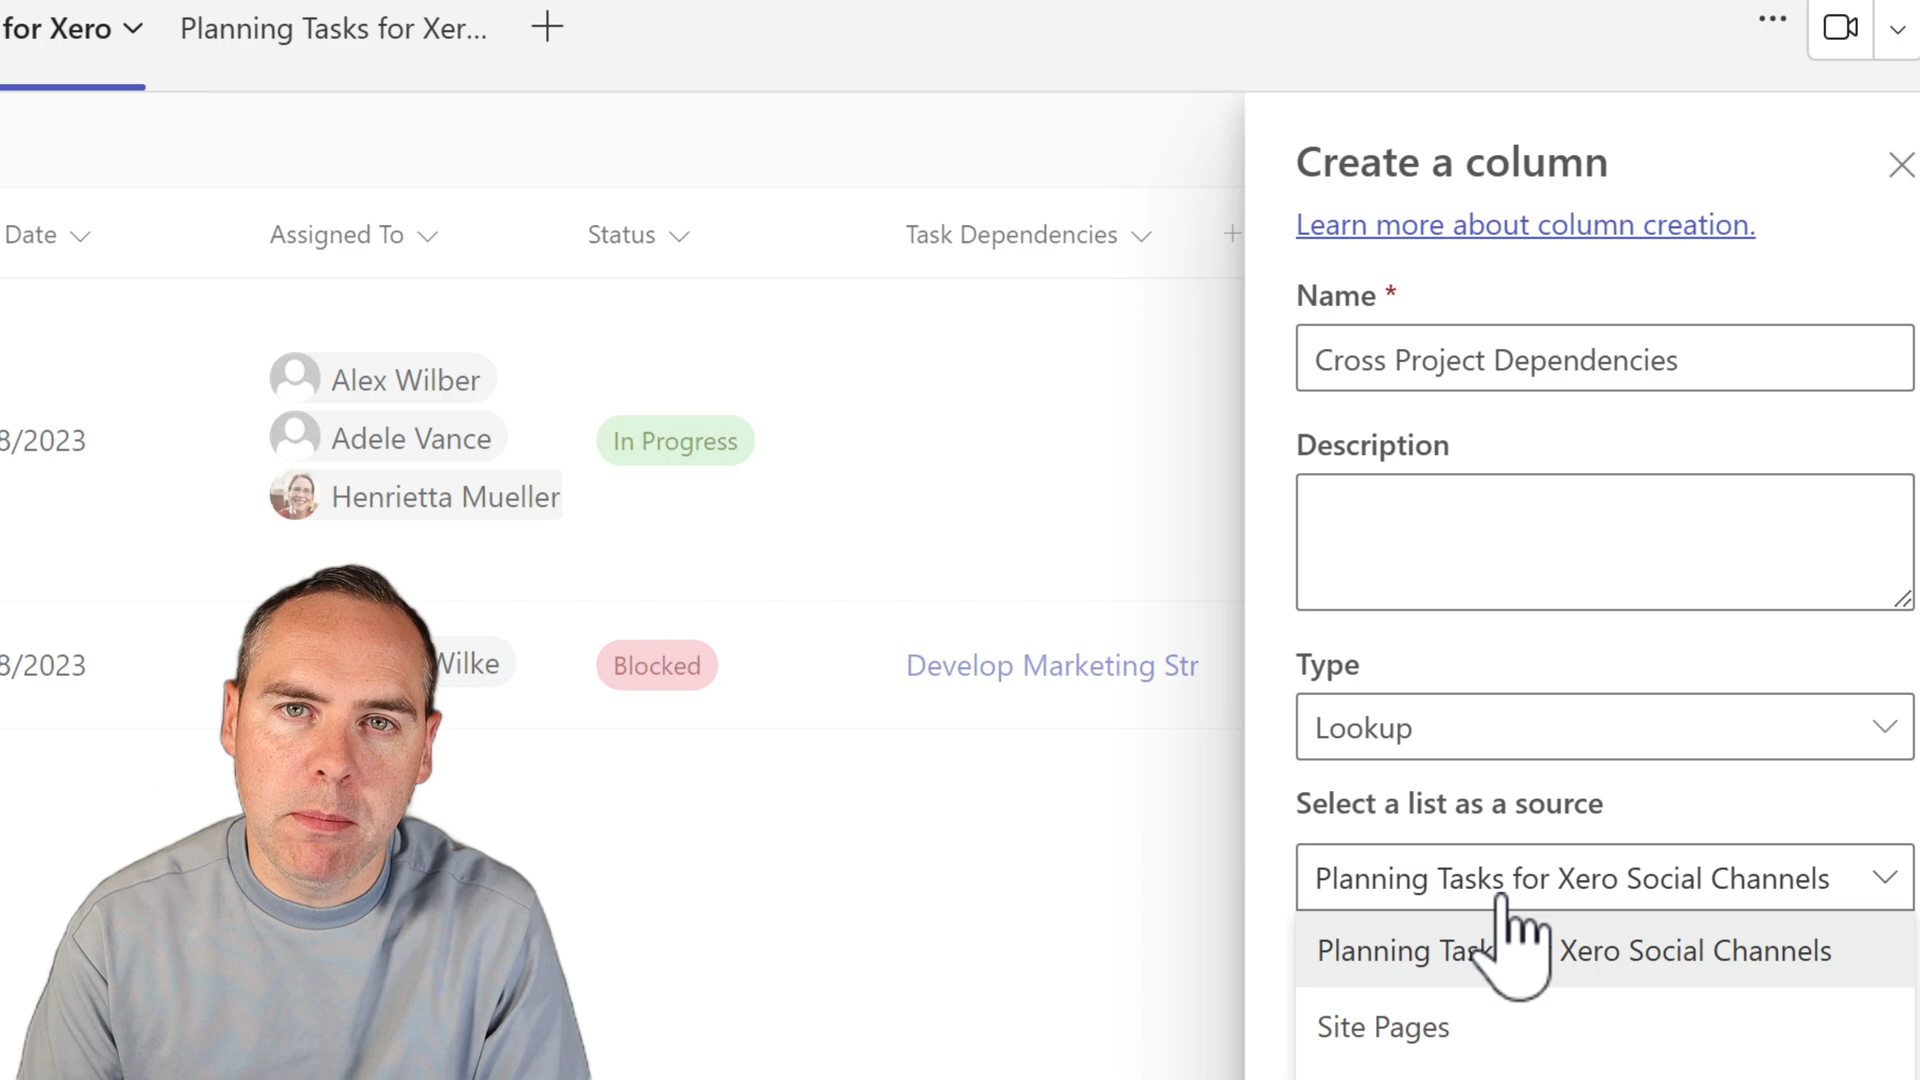 for Xero
Planning Tasks for Xer...
Create a column
Learn more about column creation.
Date
Assigned To
Status
Task Dependencies
Name *
Cross Project Dependencies
Alex Wilber
Adele Vance
Henrietta Mueller
8/2023
In Progress
Description
8/2023
Wilke
Blocked
Develop Marketing Str
Type
Lookup
Select a list as a source
Planning Tasks for Xero Social Channels
Planning Tas Xero Social Channels
Site Pages